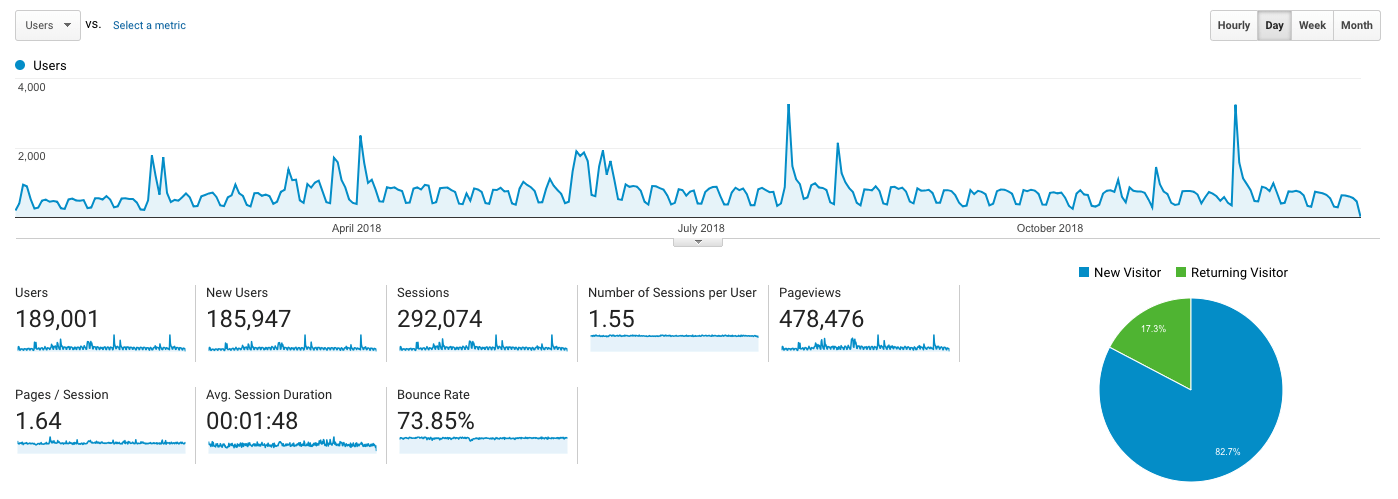 Users vs. Select a metric Hourly Day Week Month
Users
4,000
2,000
April 2018 July 2018 October 2018
New Visitor Returning Visitor
Users New Users Sessions Number of Sessions per User Pageviews
189,001 185,947 292,074 1.55 478,476
17.3%
Pages / Session Avg. Session Duration Bounce Rate
1.64 00:01:48 73.85%
82.7%